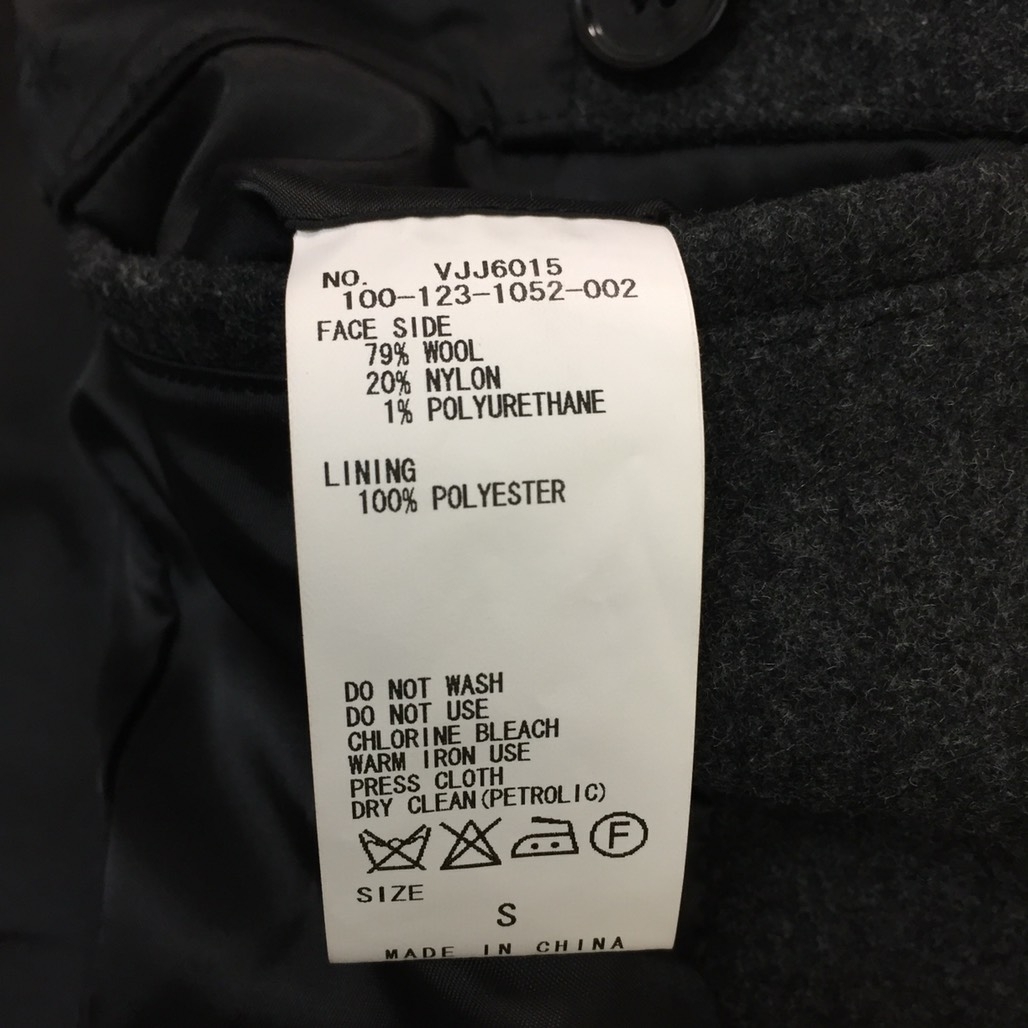 NO. VJJ6015
100-123-1052-002
FACE SIDE
79% WOOL
20% NYLON
1% POLYURETHANE
LINING
100% POLYESTER
DO NOT WASH
DO NOT USE
CHLORINE BLEACH
WARM IRON USE
PRESS CLOTH
DRY CLEAN(PETROLIC)
F
SIZE
S
MADE IN CHINA